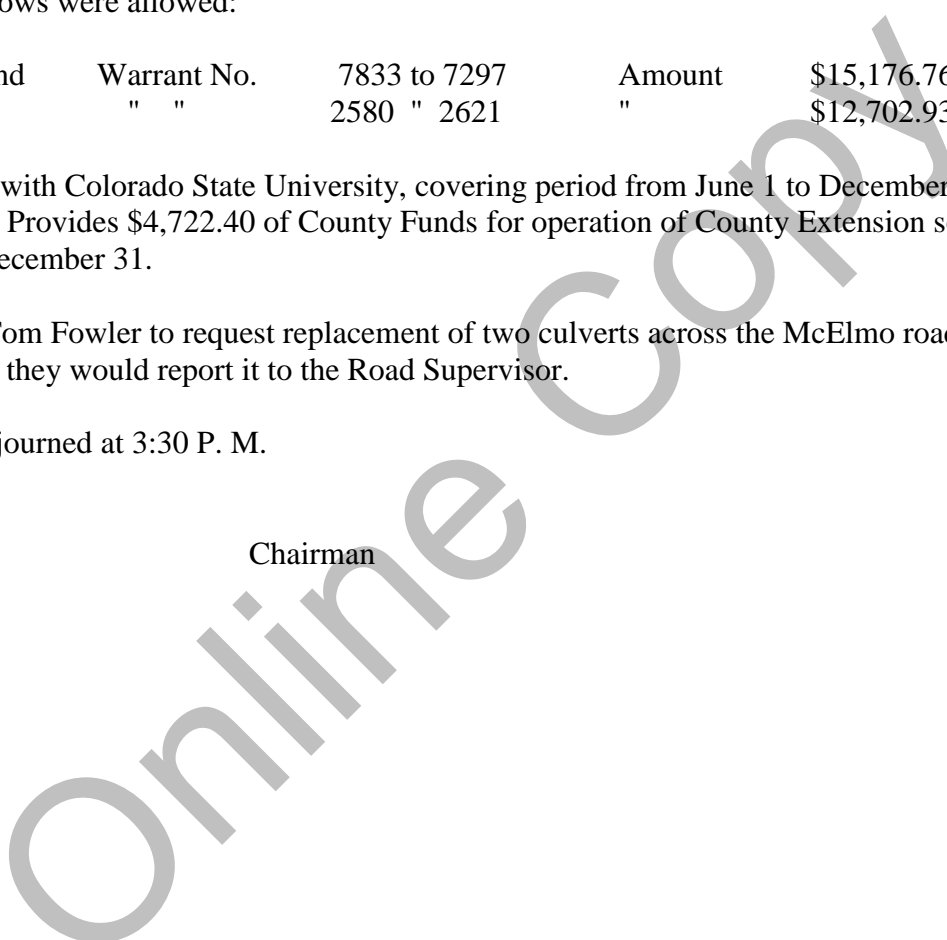 ows were allowed:
nd Warrant No. 7833 to 7297 Amount $15,176.76
" " 2580 " 2621 " $12,702.93
with Colorado State University, covering period from June 1 to December
Provides $4,722.40 of County Funds for operation of County Extension se
ecember 31.
Tom Fowler to request replacement of two culverts across the McElmo road
they would report it to the Road Supervisor.
journed at 3:30 P. M.
Chairman
Online Copy